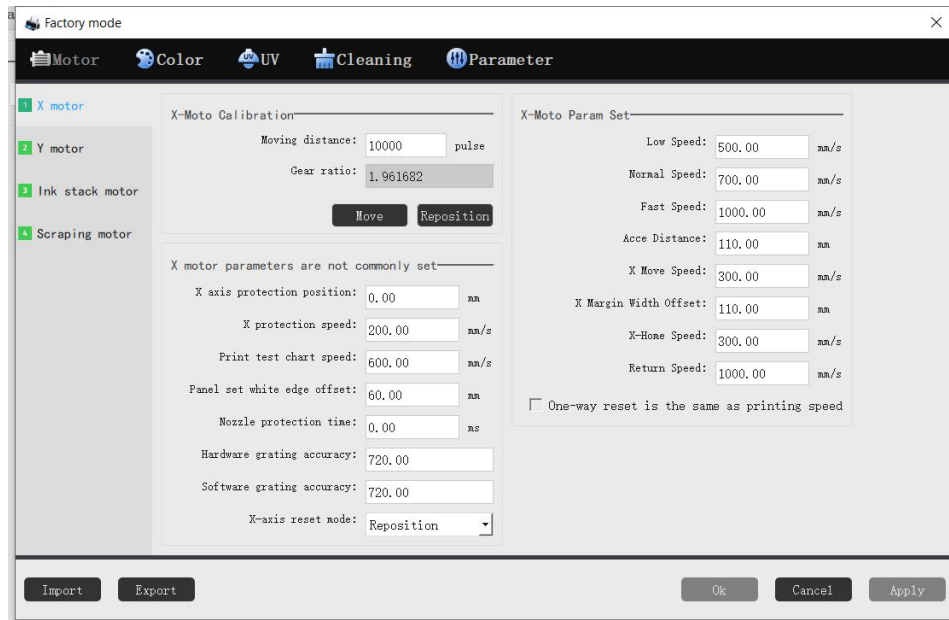 Factory mode
Motor Color UV Cleaning Parameter
1 X motor
2 Y motor
3 Ink stack motor
4 Scraping motor
X-Moto Calibration
Moving distance: 10000 pulse
Gear ratio: 1.961682
Move Reposition
X motor parameters are not commonly set
X axis protection position: 0.00 mm
X protection speed: 200.00 mm/s
Print test chart speed: 600.00 mm/s
Panel set white edge offset: 60.00 mm
Nozzle protection time: 0.00 ms
Hardware grating accuracy: 720.00
Software grating accuracy: 720.00
X-axis reset mode: Reposition
X-Moto Param Set
Low Speed: 500.00 mm/s
Normal Speed: 700.00 mm/s
Fast Speed: 1000.00 mm/s
Acce Distance: 110.00 mm
X Move Speed: 300.00 mm/s
X Margin Width Offset: 110.00 mm
X-Home Speed: 300.00 mm/s
Return Speed: 1000.00 mm/s
One-way reset is the same as printing speed
Import Export Ok Cancel Apply